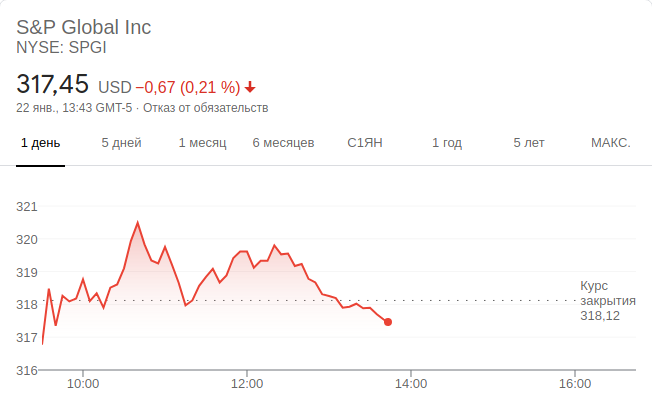 S&P Global Inc
NYSE: SPGI
317,45 USD −0,67 (0,21 %)
22 янв., 13:43 GMT-5 · Отказ от обязательств
1 день 5 дней 1 месяц 6 месяцев С1ЯН 1 год 5 лет МАКС.
321
320
319
318
317
316
Курс
закрытия
318,12
10:00 12:00 14:00 16:00